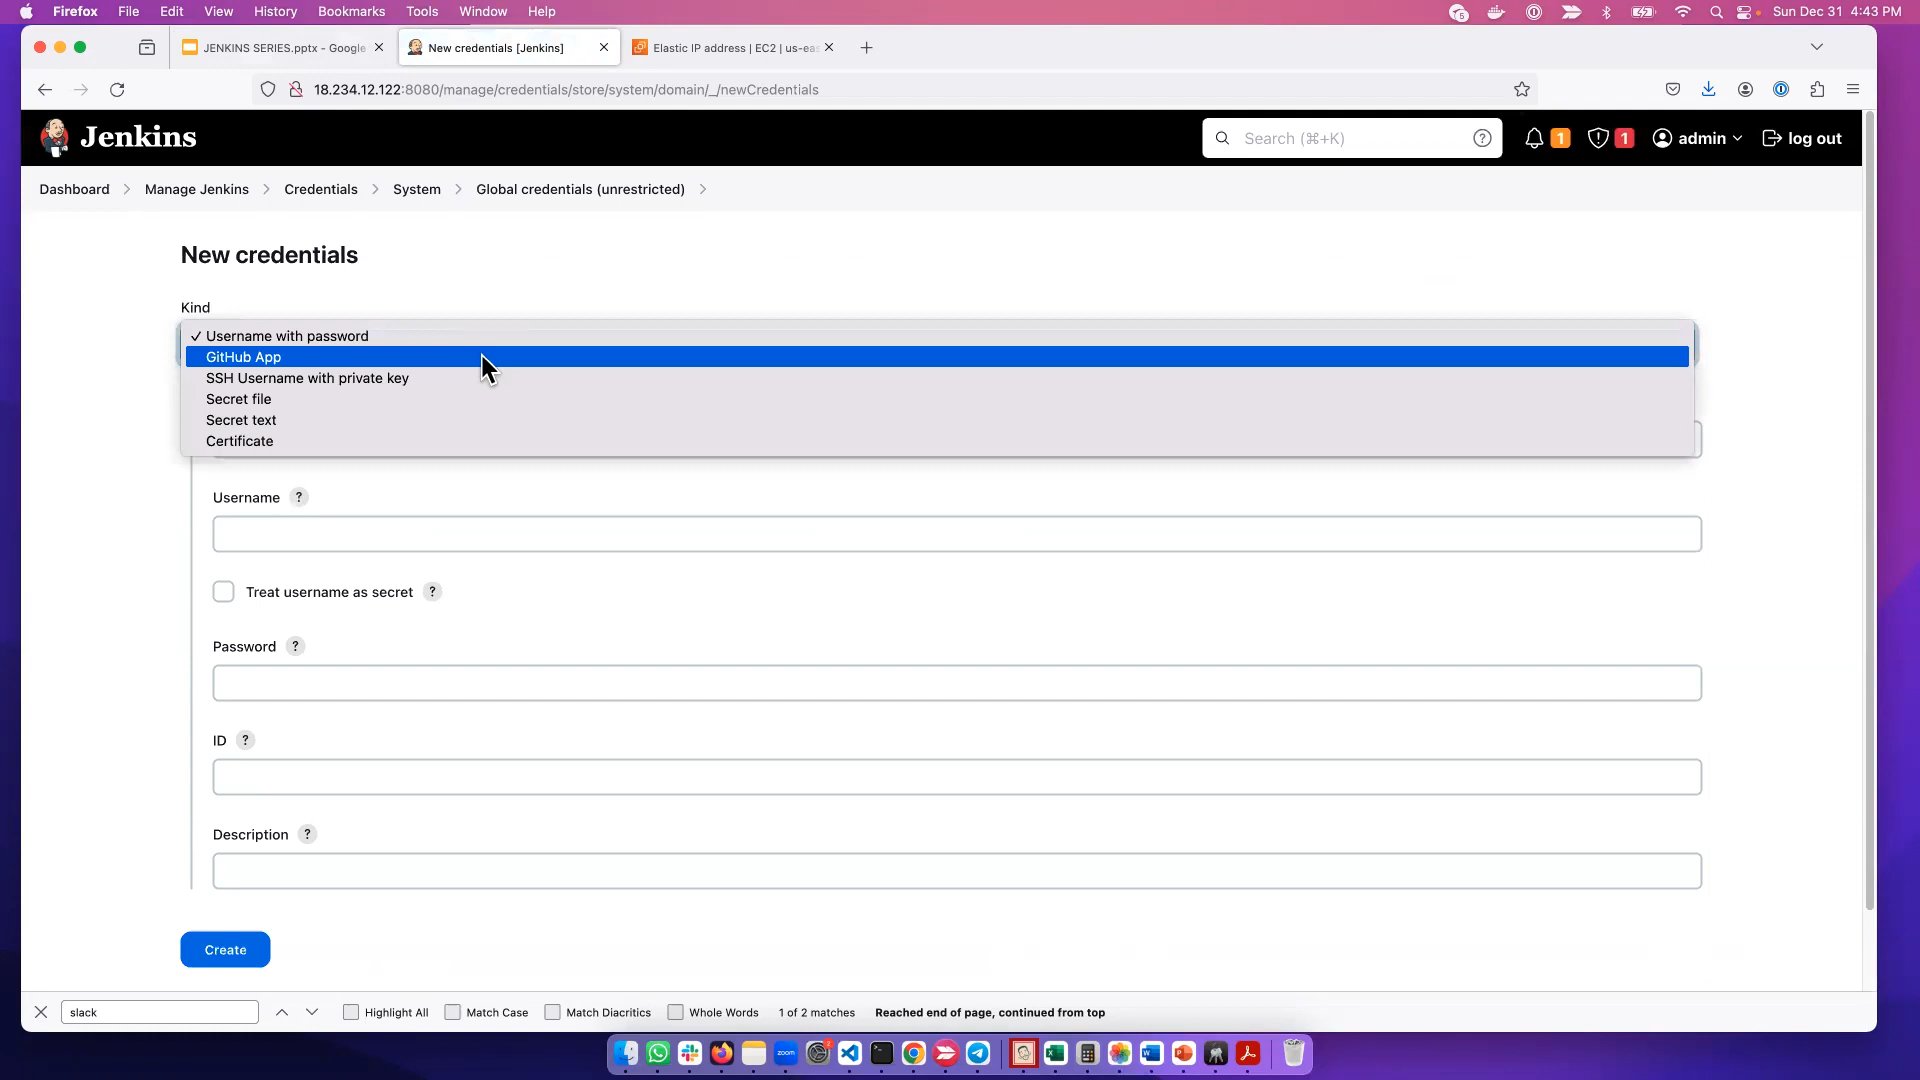 Firefox File Edit View History Bookmarks Tools Window Help
5
Sun Dec 31 4:43 PM
JENKINS SERIES.pptx - Google
New credentials [Jenkins]
Elastic IP address | EC2 | us-ea
18.234.12.122:8080/manage/credentials/store/system/domain/_/newCredentials
Jenkins
Search (⌘+K)
?
1
1
admin
log out
Dashboard
Manage Jenkins
Credentials
System
Global credentials (unrestricted)
New credentials
Kind
✓ Username with password
GitHub App
SSH Username with private key
Secret file
Secret text
Certificate
Username ?
Treat username as secret ?
Password ?
ID ?
Description ?
Create
slack
Highlight All
Match Case
Match Diacritics
Whole Words
1 of 2 matches
Reached end of page, continued from top
zoom
2